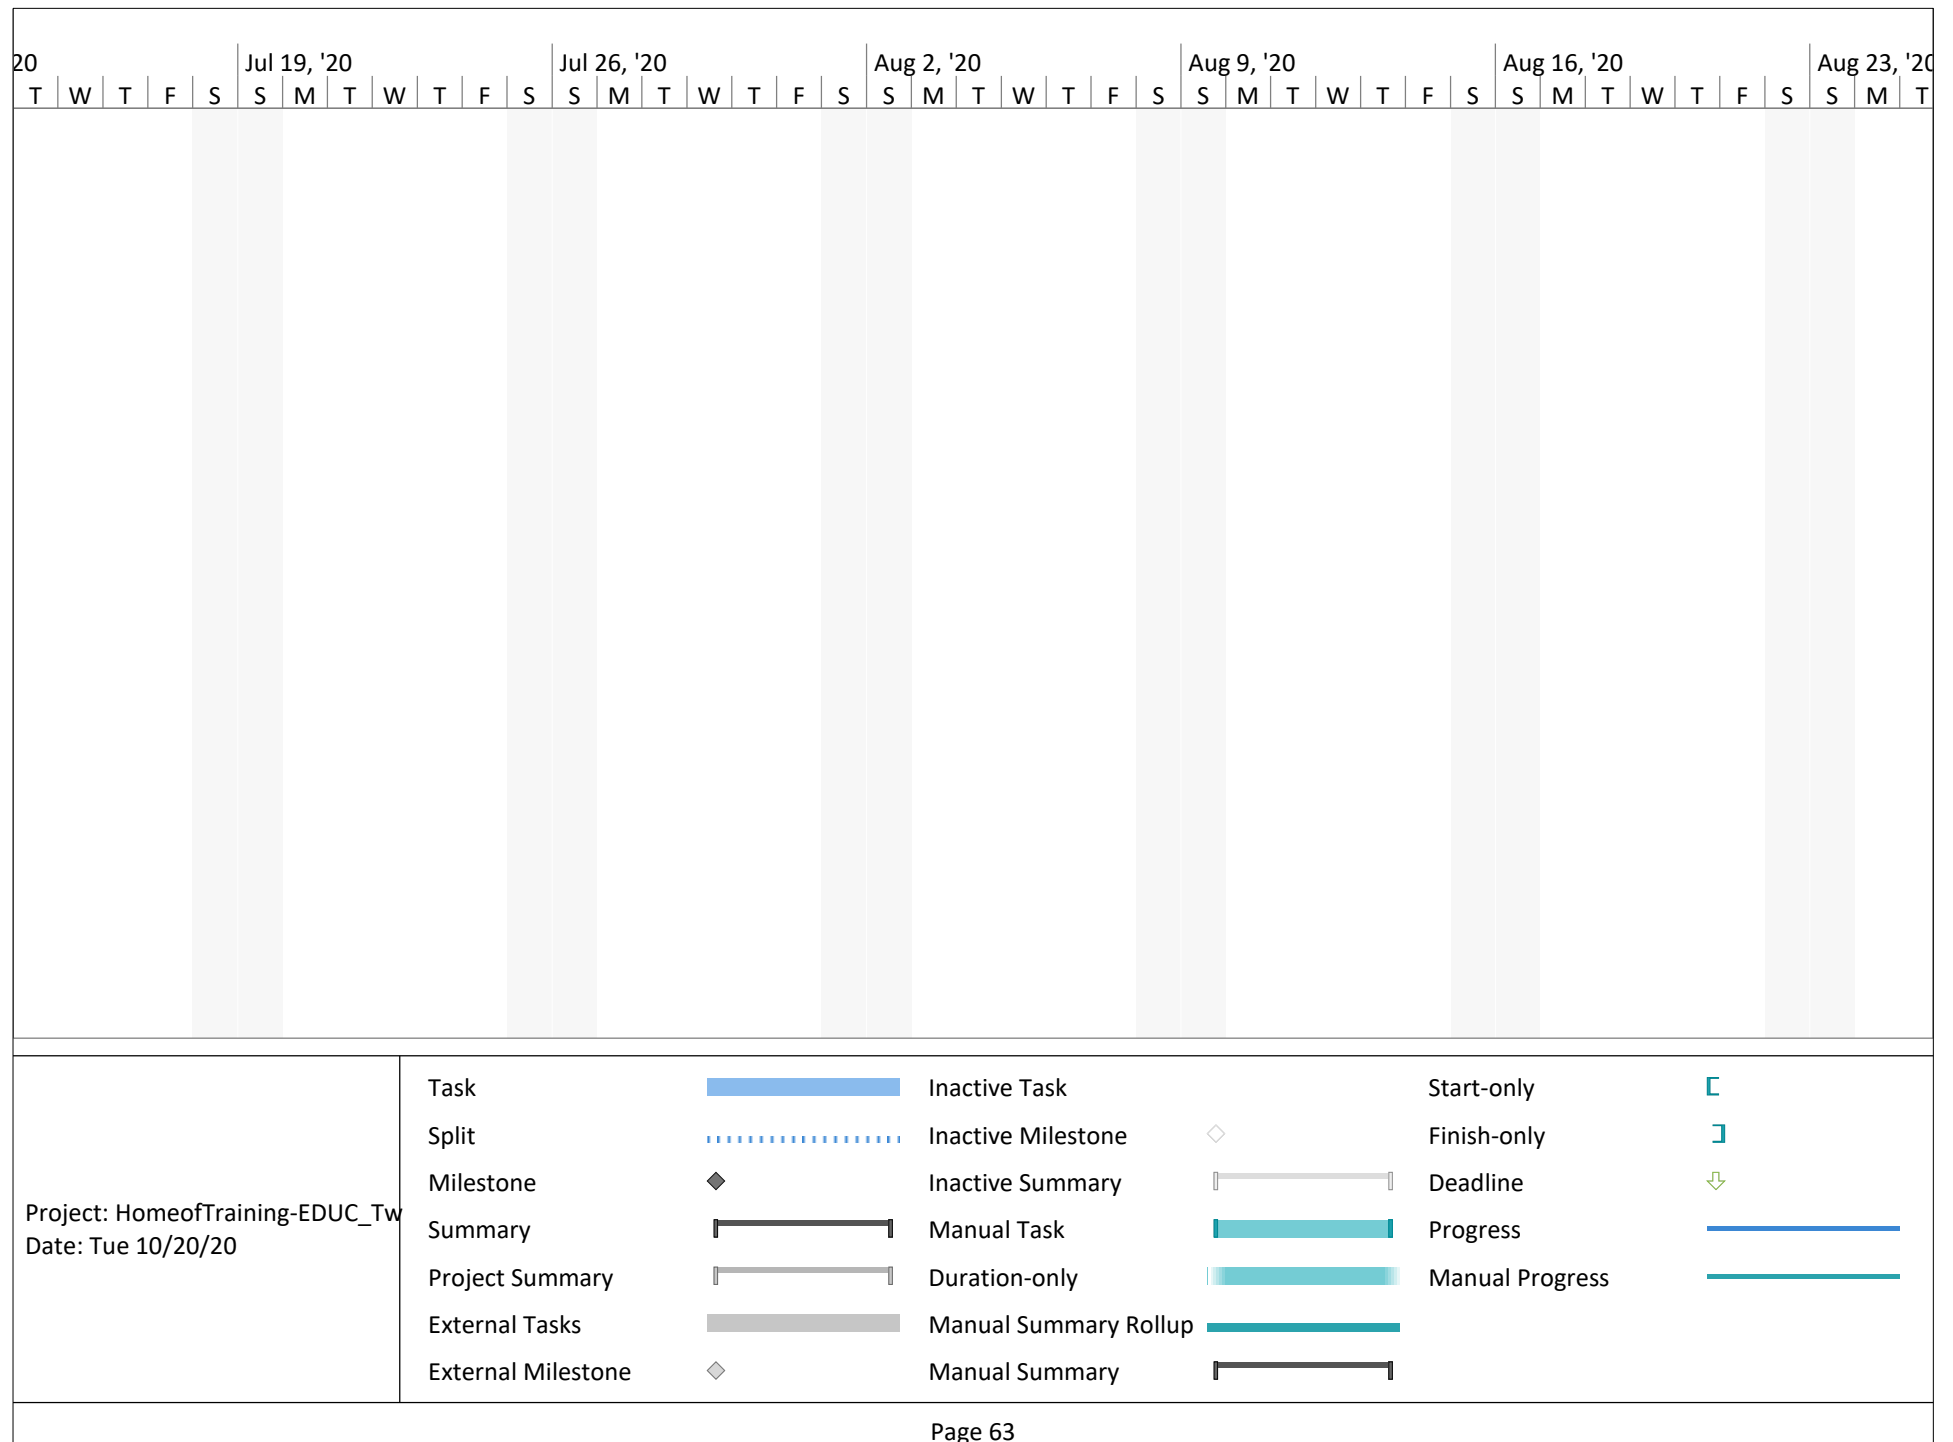 20 Jul 19, '20 Jul 26, '20 Aug 2, '20 Aug 9, '20 Aug 16, '20 Aug 23, '20
T W T F S S M T W T F S S M T W T F S S M T W T F S S M T W T F S S M T W T F S S M T
Task Inactive Task Start-only
Split Inactive Milestone Finish-only
Milestone Inactive Summary Deadline
Project: HomeofTraining-EDUC_Tw
Date: Tue 10/20/20
Summary Manual Task Progress
Project Summary Duration-only Manual Progress
External Tasks Manual Summary Rollup
External Milestone Manual Summary
Page 63